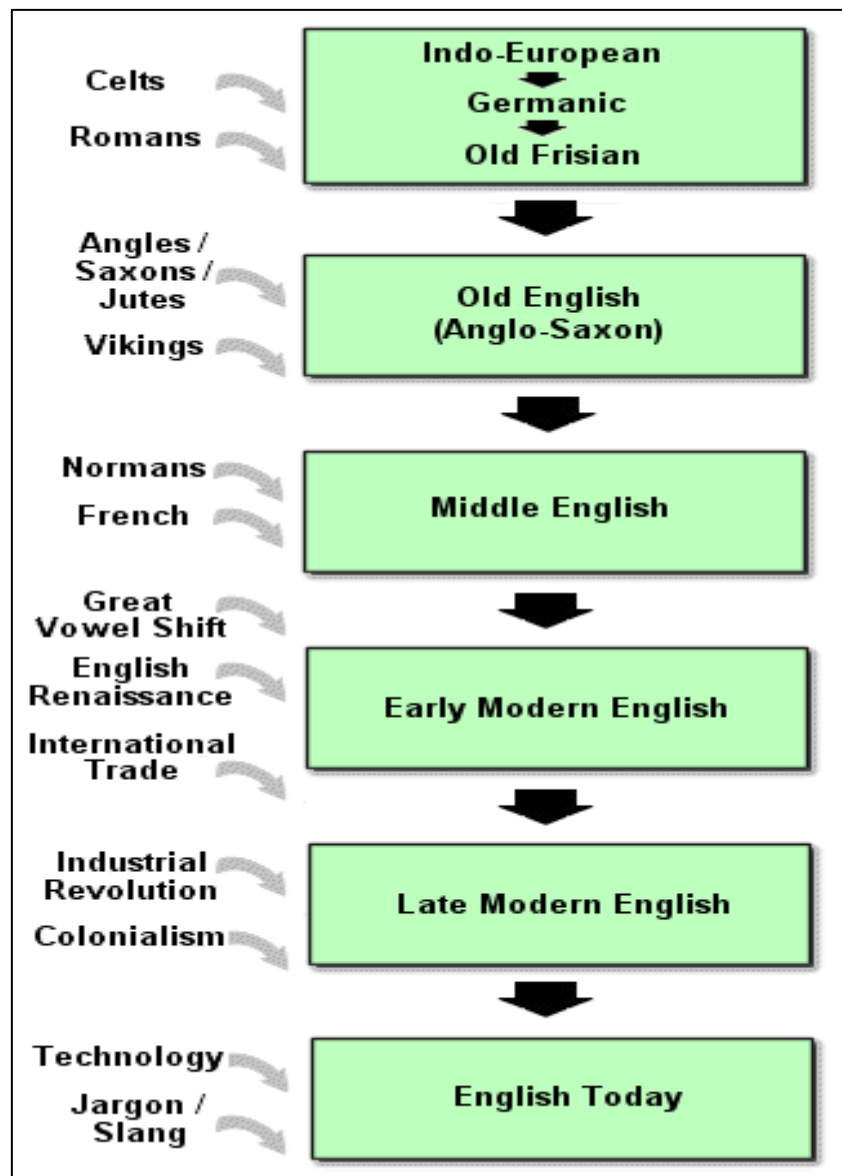 Celts
Romans
Indo-European
Germanic
Old Frisian
Angles /
Saxons /
Jutes
Vikings
Old English
(Anglo-Saxon)
Normans
French
Middle English
Great
Vowel Shift
English
Renaissance
International
Trade
Early Modern English
Industrial
Revolution
Colonialism
Late Modern English
Technology
Jargon /
Slang
English Today